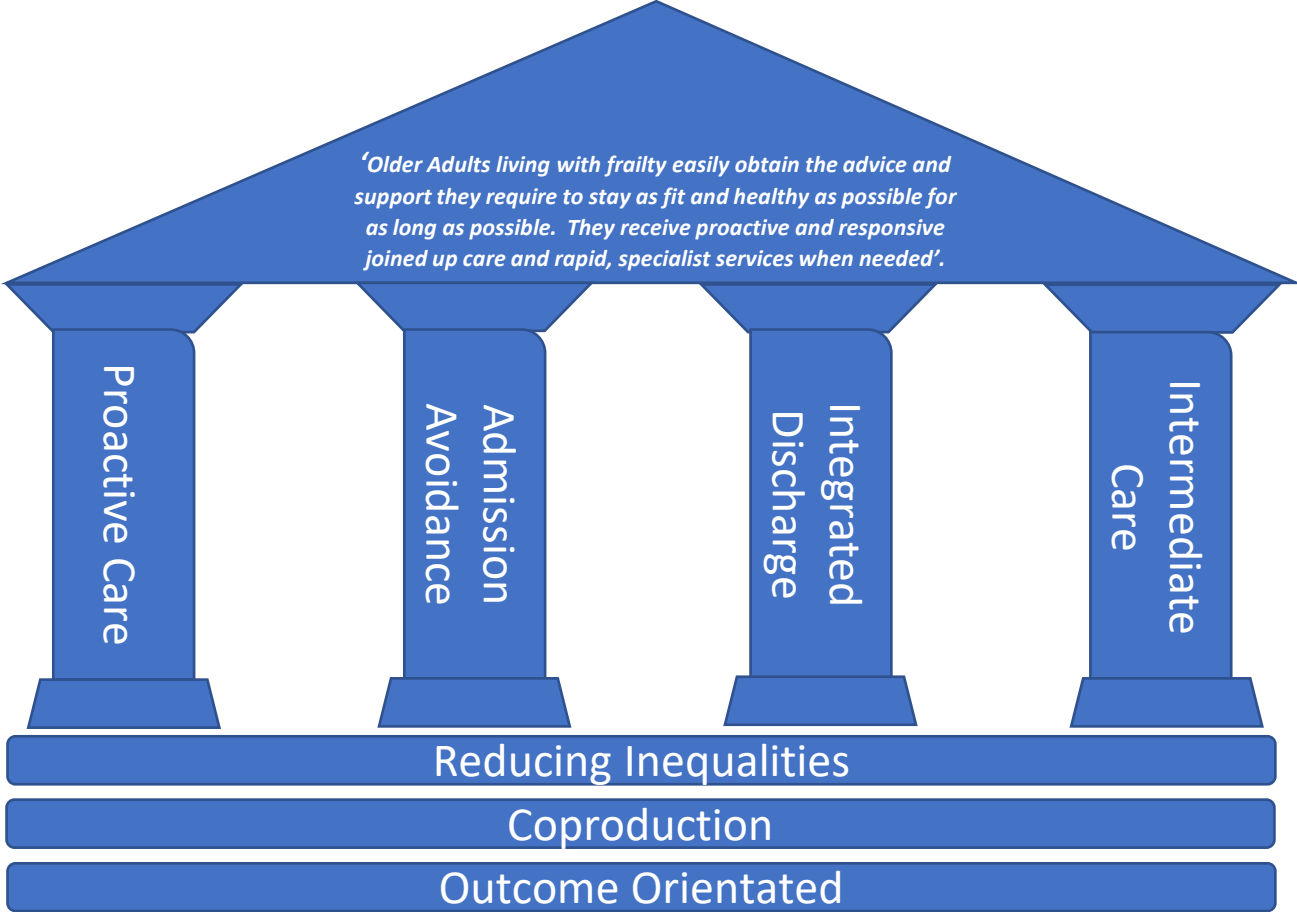 ‘Older Adults living with frailty easily obtain the advice and
support they require to stay as fit and healthy as possible for
as long as possible.  They receive proactive and responsive
joined up care and rapid, specialist services when needed’.
Proactive Care
Admission
Avoidance
Integrated
Discharge
Intermediate
Care
Reducing Inequalities
Coproduction
Outcome Orientated